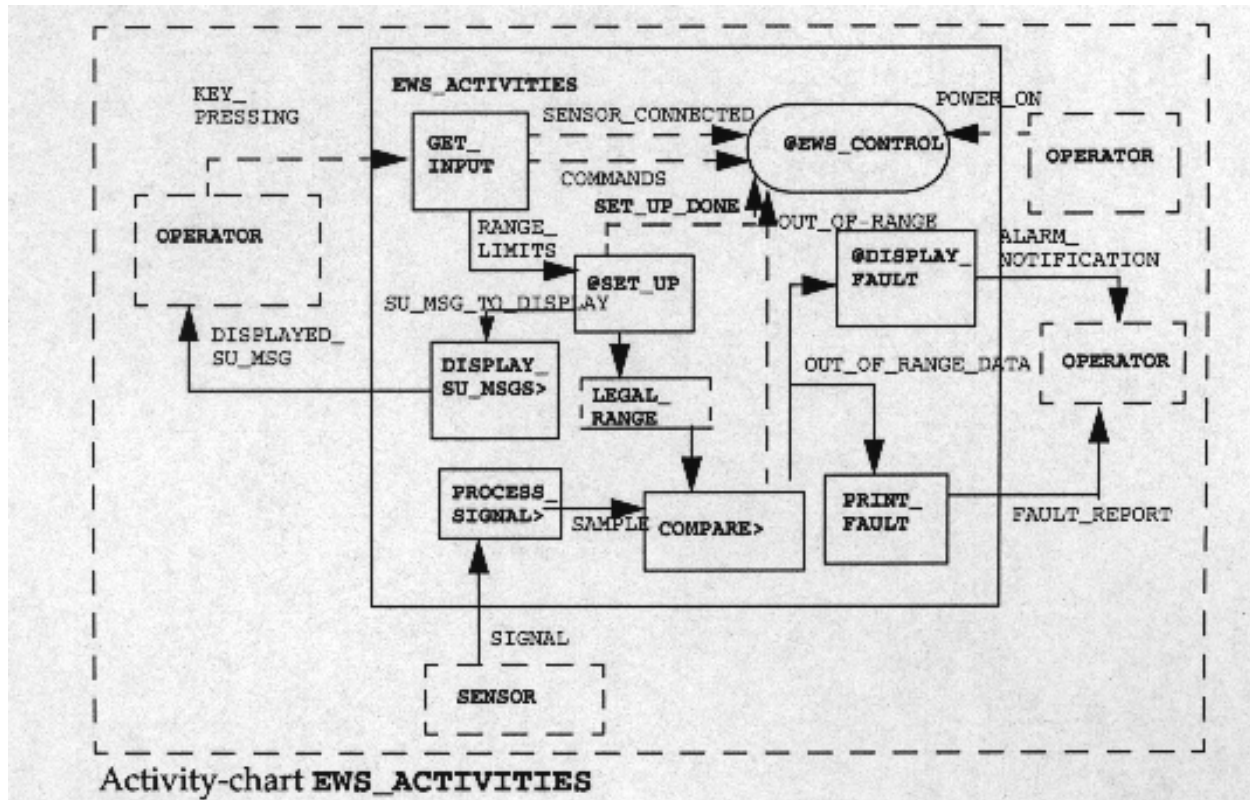 KEY_
PRESSING
EWS_ACTIVITIES
SENSOR_CONNECTED
POWER_ON
GET_
INPUT
@EWS_CONTROL
OPERATOR
COMMANDS
OPERATOR
SET_UP_DONE
OUT_OF-RANGE
RANGE_
LIMITS
ALARM_
NOTIFICATION
@DISPLAY_
FAULT
@SET_UP
SU_MSG_TO_DISPLAY
DISPLAYED_
SU_MSG
DISPLAY_
SU_MSGS>
OUT_OF_RANGE_DATA
OPERATOR
LEGAL_
RANGE
PROCESS_
SIGNAL>
SAMPLE
COMPARE>
PRINT_
FAULT
FAULT_REPORT
SIGNAL
SENSOR
Activity-chart EWS_ACTIVITIES